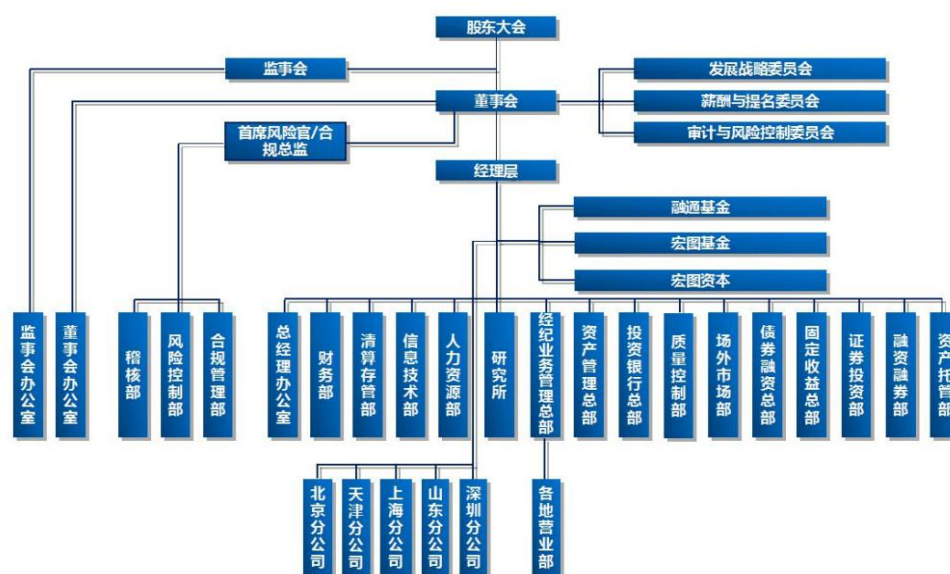 股东大会
监事会
发展战略委员会
董事会
薪酬与提名委员会
首席风险官/合
规总监
审计与风险控制委员会
经理层
融通基金
宏图基金
宏图资本
监事会办公室
董事会办公室
稽核部
风险控制部
合规管理部
总经理办公室
财务部
清算存管部
信息技术部
人力资源部
研究所
经纪业务管理总部
资产管理总部
投资银行总部
质量控制部
场外市场部
债券融资总部
固定收益总部
证券投资部
融资融券部
资产托管部
北京分公司
天津分公司
上海分公司
山东分公司
深圳分公司
各地营业部